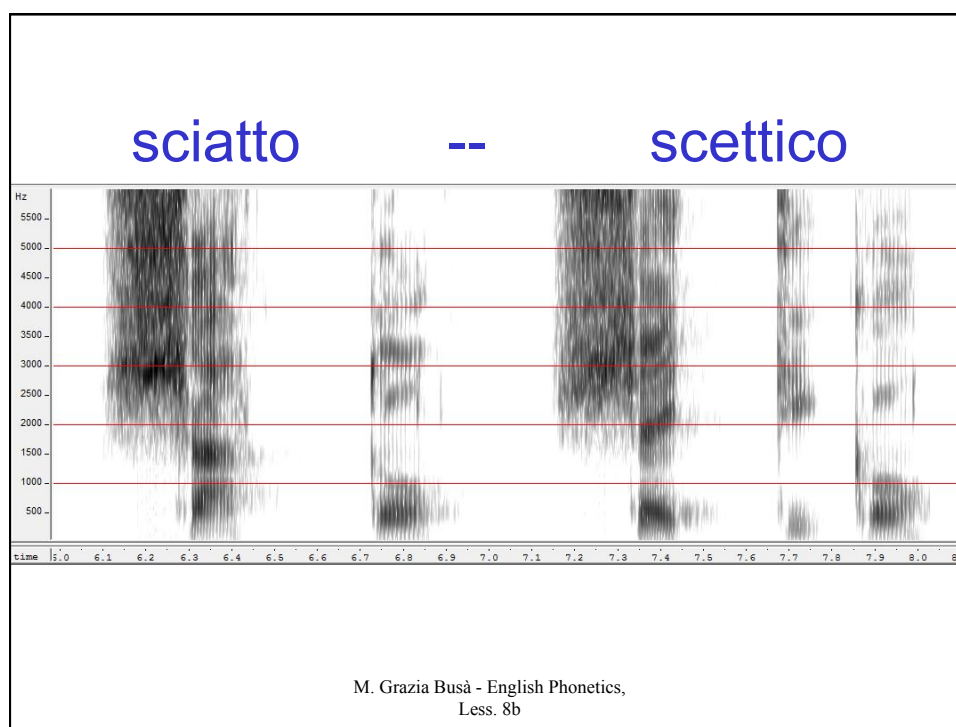 sciatto -- scettico
Hz
5500
5000
4500
4000
3500
3000
2500
2000
1500
1000
500
time 6.0 6.1 6.2 6.3 6.4 6.5 6.6 6.7 6.8 6.9 7.0 7.1 7.2 7.3 7.4 7.5 7.6 7.7 7.8 7.9 8.0
M. Grazia Busà - English Phonetics,
Less. 8b